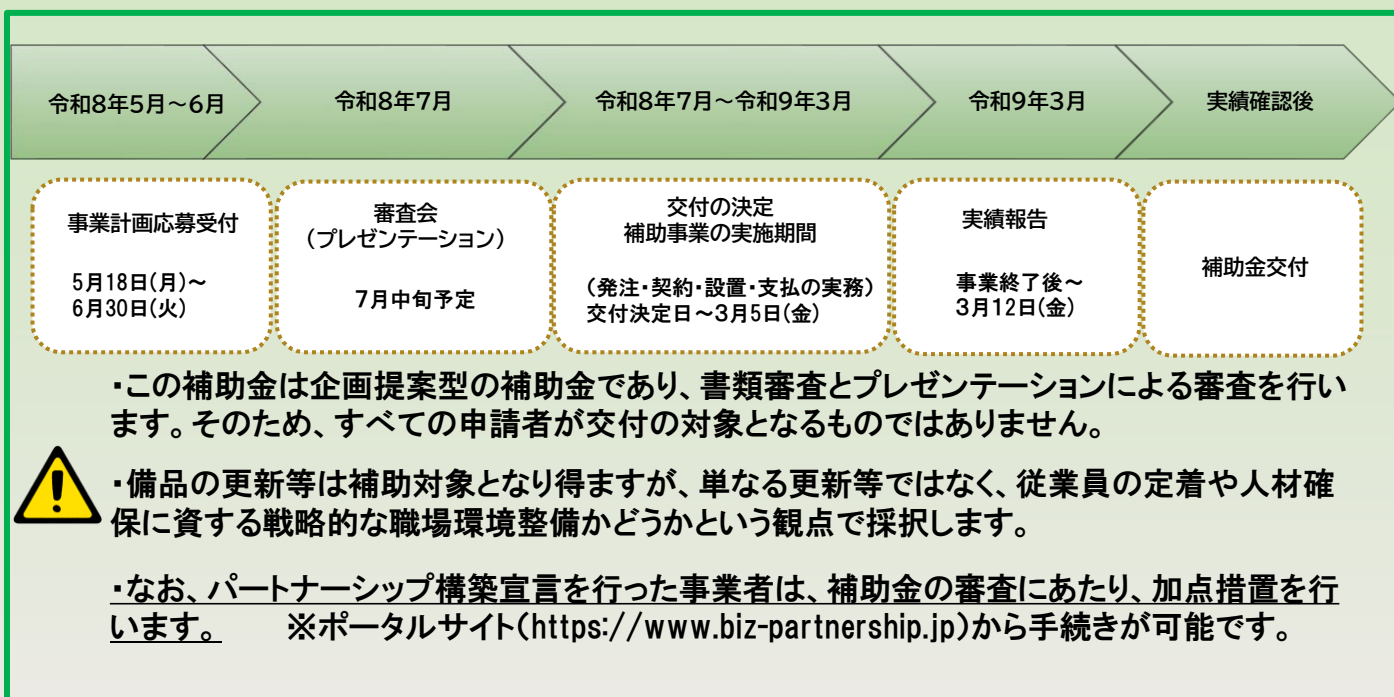 令和8年5月～6月
令和8年7月
令和8年7月～令和9年3月
令和9年3月
実績確認後
事業計画応募受付
5月18日(月)～
6月30日(火)
審査会
（プレゼンテーション）
7月中旬予定
交付の決定
補助事業の実施期間
（発注・契約・設置・支払の実務）
交付決定日～3月5日(金)
実績報告
事業終了後～
3月12日(金)
補助金交付
・この補助金は企画提案型の補助金であり、書類審査とプレゼンテーションによる審査を行い
ます。そのため、すべての申請者が交付の対象となるものではありません。
・備品の更新等は補助対象となり得ますが、単なる更新等ではなく、従業員の定着や人材確
保に資する戦略的な職場環境整備かどうかという観点で採択します。
・なお、パートナーシップ構築宣言を行った事業者は、補助金の審査にあたり、加点措置を行
います。　※ポータルサイト（https://www.biz-partnership.jp）から手続きが可能です。